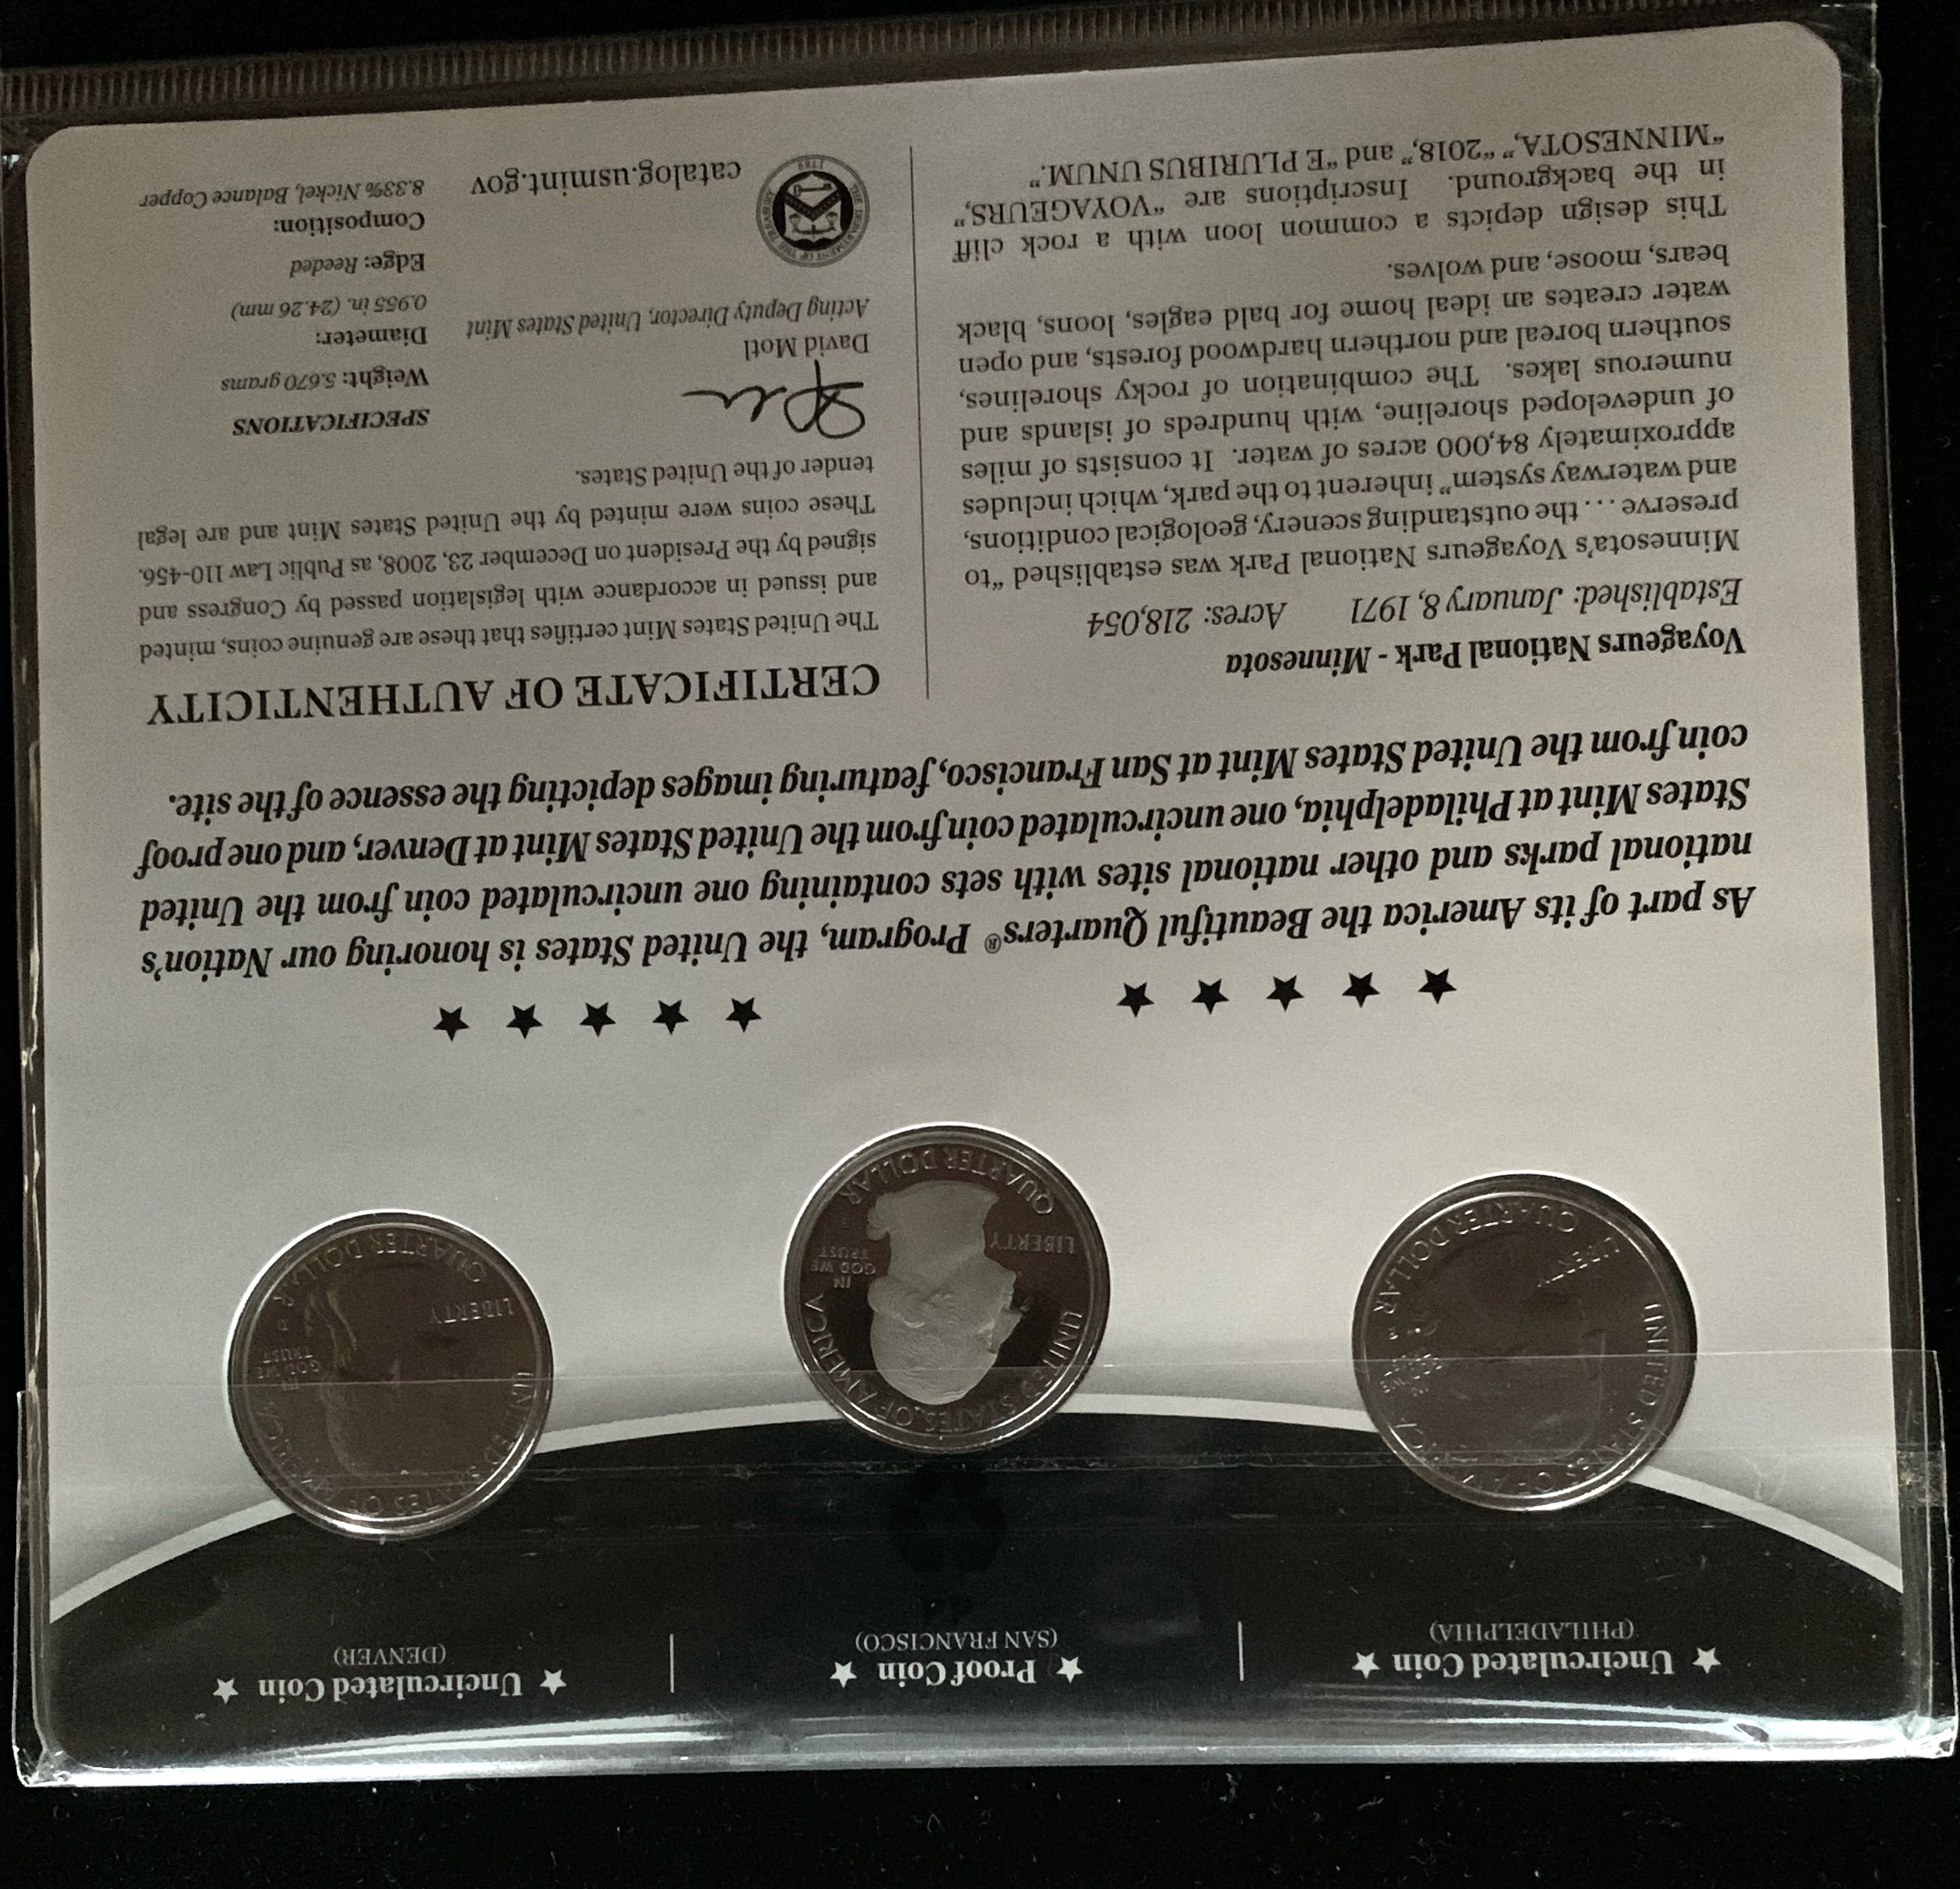 ★ Uncirculated Coin ★
(PHILADELPHIA)
★ Proof Coin ★
(SAN FRANCISCO)
★ Uncirculated Coin ★
(DENVER)
UNITED STATES OF AMERICA
LIBERTY
IN
GOD WE
TRUST
QUARTER DOLLAR
UNITED STATES OF AMERICA
LIBERTY
IN
GOD WE
TRUST
S
QUARTER DOLLAR
UNITED STATES OF AMERICA
LIBERTY
IN
GOD WE
TRUST
D
QUARTER DOLLAR
★ ★ ★ ★ ★ ★ ★ ★ ★ ★
As part of its America the Beautiful Quarters® Program, the United States is honoring our Nation's
national parks and other national sites with sets containing one uncirculated coin from the United
States Mint at Philadelphia, one uncirculated coin from the United States Mint at Denver, and one proof
coin from the United States Mint at San Francisco, featuring images depicting the essence of the site.
Voyageurs National Park - Minnesota
Established: January 8, 1971 Acres: 218,054
Minnesota's Voyageurs National Park was established “to
preserve . . . the outstanding scenery, geological conditions,
and waterway system” inherent to the park, which includes
approximately 84,000 acres of water. It consists of miles
of undeveloped shoreline, with hundreds of islands and
numerous lakes. The combination of rocky shorelines,
southern boreal and northern hardwood forests, and open
water creates an ideal home for bald eagles, loons, black
bears, moose, and wolves.
This design depicts a common loon with a rock cliff
in the background. Inscriptions are “VOYAGEURS,”
“MINNESOTA,” “2018,” and “E PLURIBUS UNUM.”
CERTIFICATE OF AUTHENTICITY
The United States Mint certifies that these are genuine coins, minted
and issued in accordance with legislation passed by Congress and
signed by the President on December 23, 2008, as Public Law 110-456.
These coins were minted by the United States Mint and are legal
tender of the United States.
David Motl
Acting Deputy Director, United States Mint
THE DEPARTMENT OF THE TREASURY
1789
catalog.usmint.gov
SPECIFICATIONS
Weight: 5.670 grams
Diameter:
0.955 in. (24.26 mm)
Edge: Reeded
Composition:
8.33% Nickel, Balance Copper